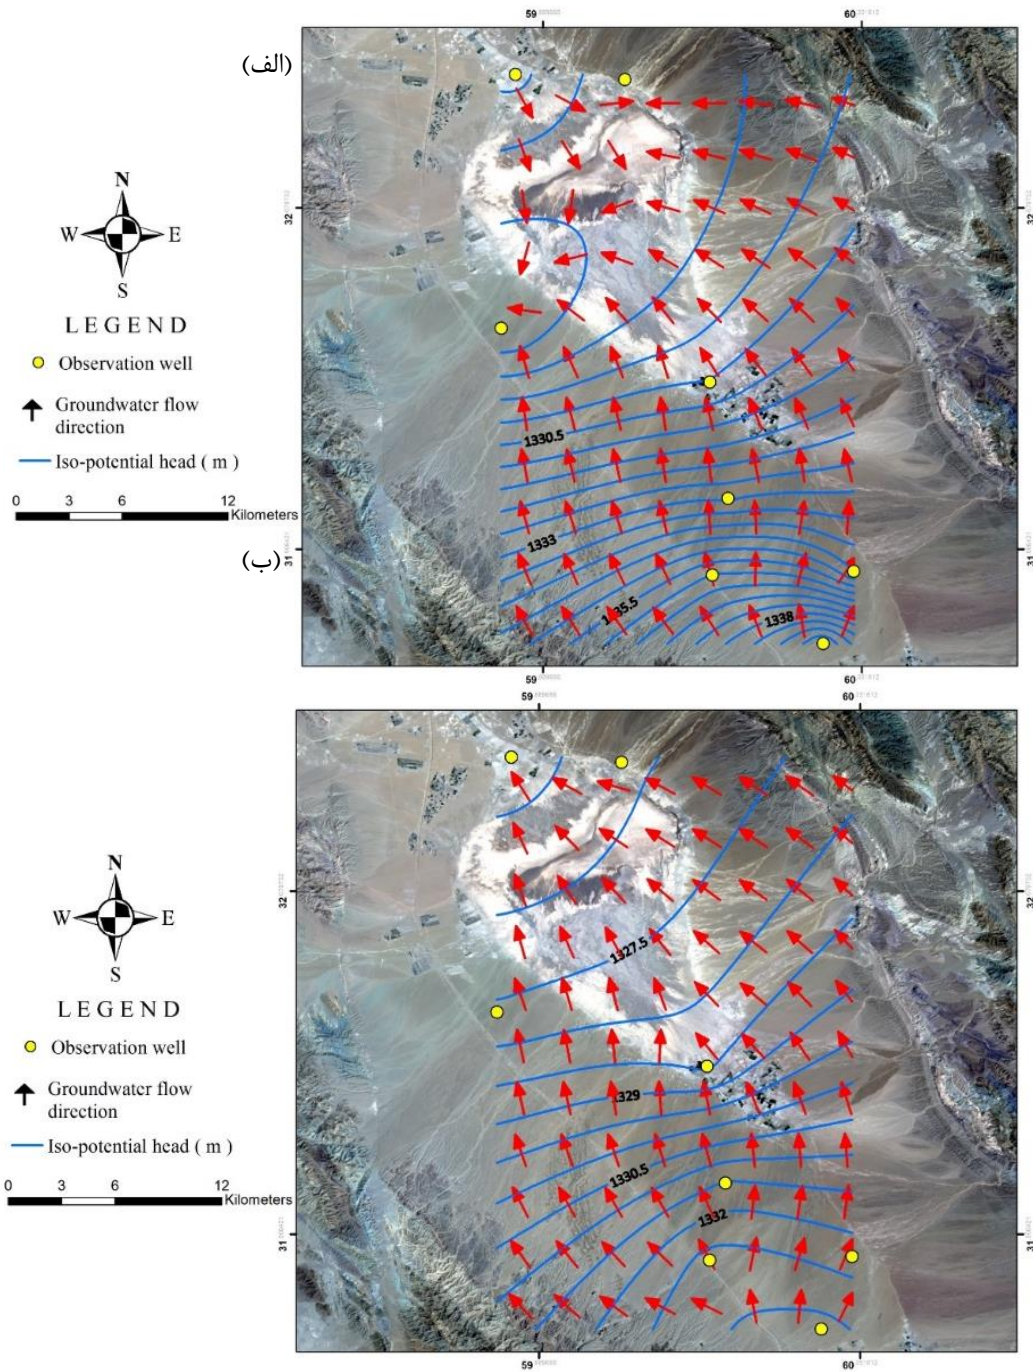 59
60
(الف)
32
N
W
E
S
LEGEND
Observation well
Groundwater flow
direction
Iso-potential head ( m )
0 3 6 12
Kilometers
1330.5
1333
1338
31
(ب)
59
60
59
60
32
N
W
E
S
LEGEND
Observation well
Groundwater flow
direction
Iso-potential head ( m )
0 3 6 12
Kilometers
1327.5
1329
1330.5
1332
31
59
60